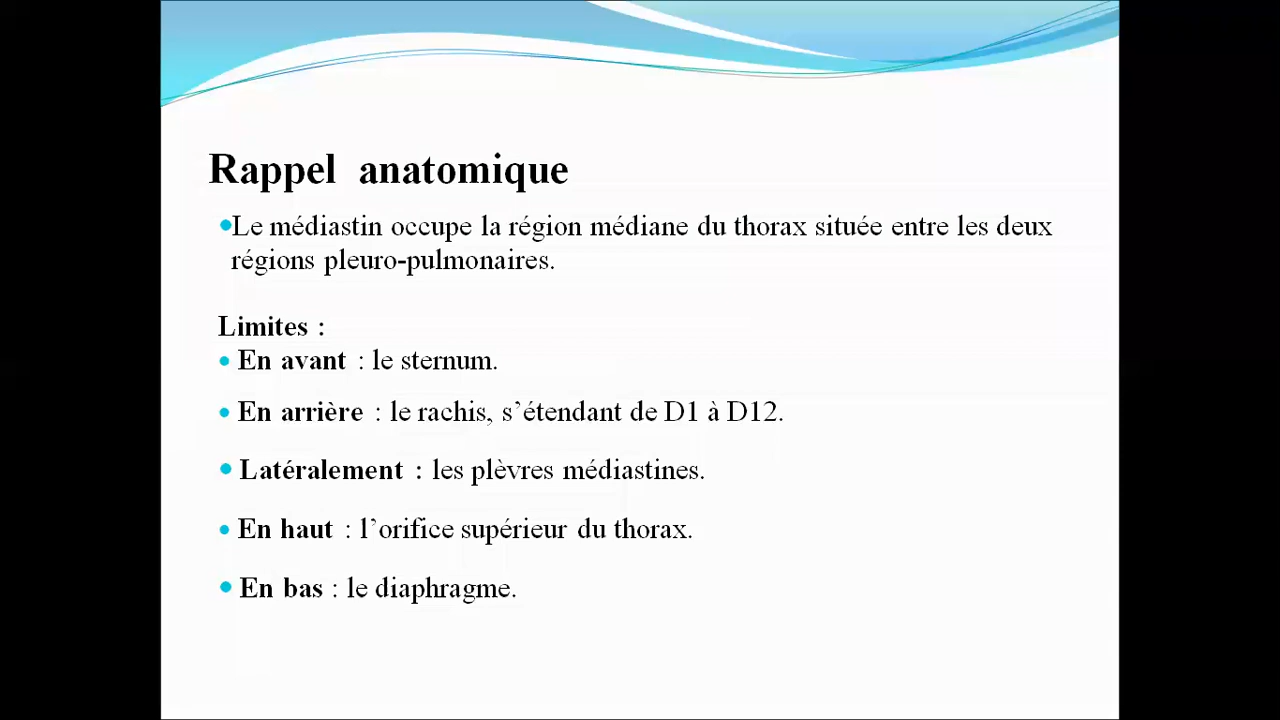 Rappel anatomique
•Le médiastin occupe la région médiane du thorax située entre les deux
régions pleuro-pulmonaires.
Limites :
• En avant : le sternum.
• En arrière : le rachis, s’étendant de D1 à D12.
• Latéralement : les plèvres médiastines.
• En haut : l’orifice supérieur du thorax.
• En bas : le diaphragme.